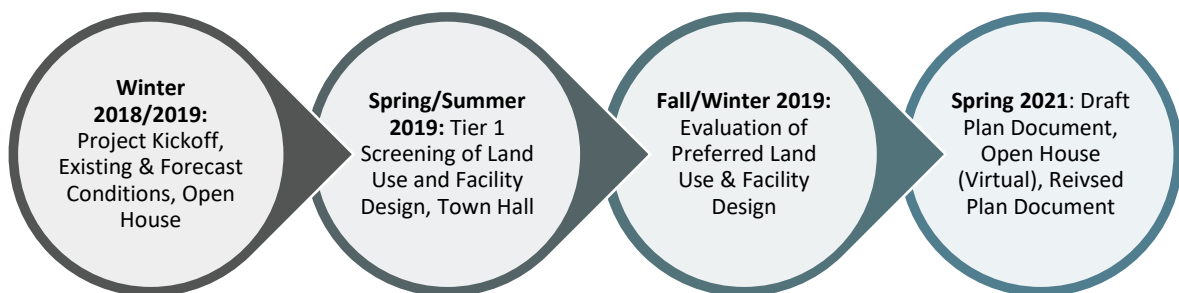 Winter
2018/2019:
Project Kickoff,
Existing & Forecast
Conditions, Open
House
Spring/Summer
2019: Tier 1
Screening of Land
Use and Facility
Design, Town Hall
Fall/Winter 2019:
Evaluation of
Preferred Land
Use & Facility
Design
Spring 2021: Draft
Plan Document,
Open House
(Virtual), Reivsed
Plan Document